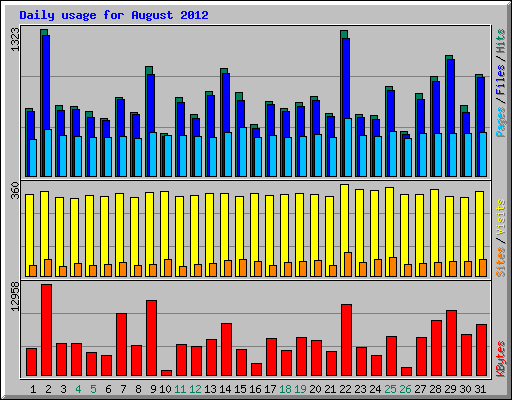 Daily usage for August 2012
1323
Pages / Files / Hits
360
Sites / Visits
12958
KBytes
1 2 3 4 5 6 7 8 9 10 11 12 13 14 15 16 17 18 19 20 21 22 23 24 25 26 27 28 29 30 31